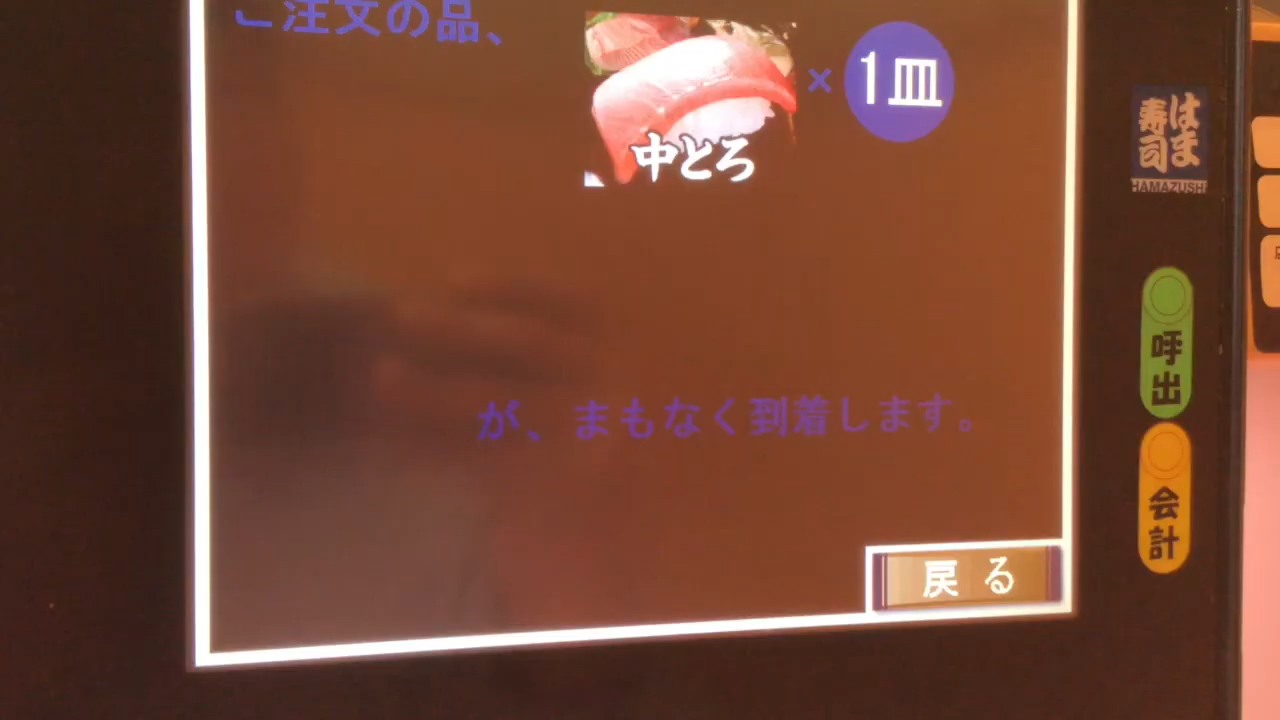 ご注文の品、
中とろ
×
1皿
が、まもなく到着します。
戻る
はま
寿司
HAMAZUSHI
呼出
会計